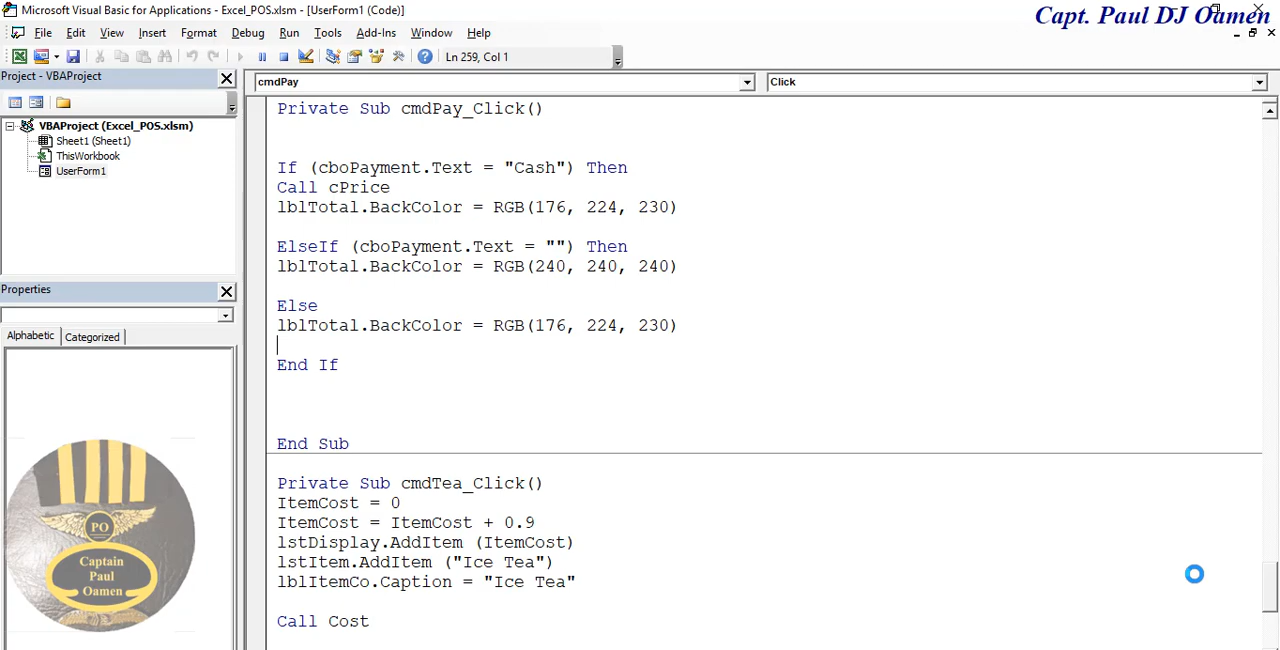 Microsoft Visual Basic for Applications - Excel_POS.xlsm - [UserForm1 (Code)]
Capt. Paul DJ Oamen
File Edit View Insert Format Debug Run Tools Add-Ins Window Help
Ln 259, Col 1
Project - VBAProject
VBAProject (Excel_POS.xlsm)
Sheet1 (Sheet1)
ThisWorkbook
UserForm1
Properties
Alphabetic Categorized
PO
Captain
Paul
Oamen
cmdPay Click
Private Sub cmdPay_Click()
If (cboPayment.Text = "Cash") Then
Call cPrice
lblTotal.BackColor = RGB(176, 224, 230)
ElseIf (cboPayment.Text = "") Then
lblTotal.BackColor = RGB(240, 240, 240)
Else
lblTotal.BackColor = RGB(176, 224, 230)
End If
End Sub
Private Sub cmdTea_Click()
ItemCost = 0
ItemCost = ItemCost + 0.9
lstDisplay.AddItem (ItemCost)
lstItem.AddItem ("Ice Tea")
lblItemCo.Caption = "Ice Tea"
Call Cost